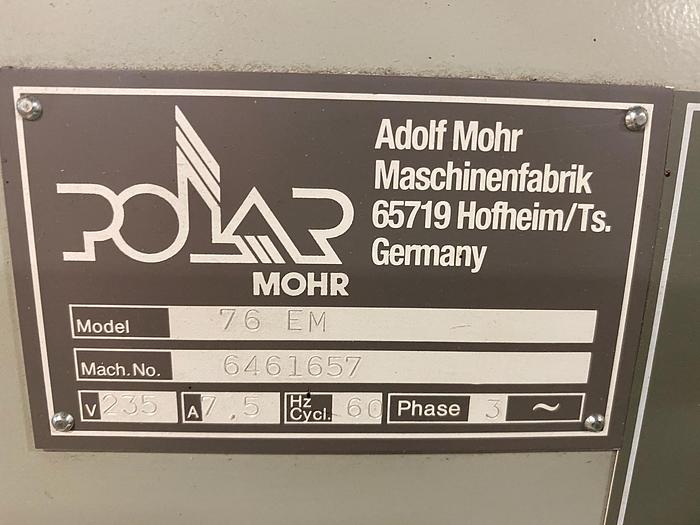 POLAR
MOHR
Adolf Mohr
Maschinenfabrik
65719 Hofheim/Ts.
Germany
Model 76 EM
Mach. No. 6461657
V 235 A 7,5 Hz Cycl. 60 Phase 3 ~